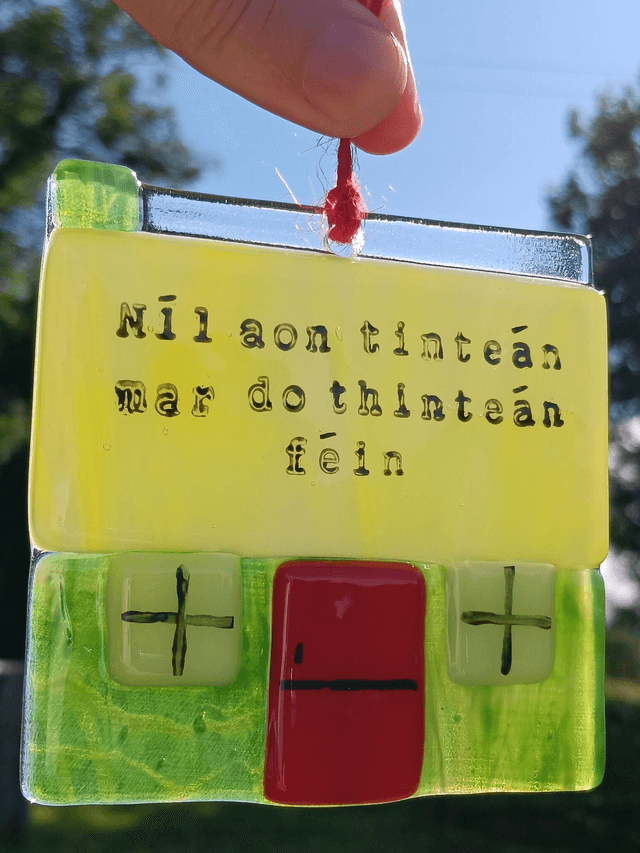 Níl aon tinteán
mar do thinteán
féin